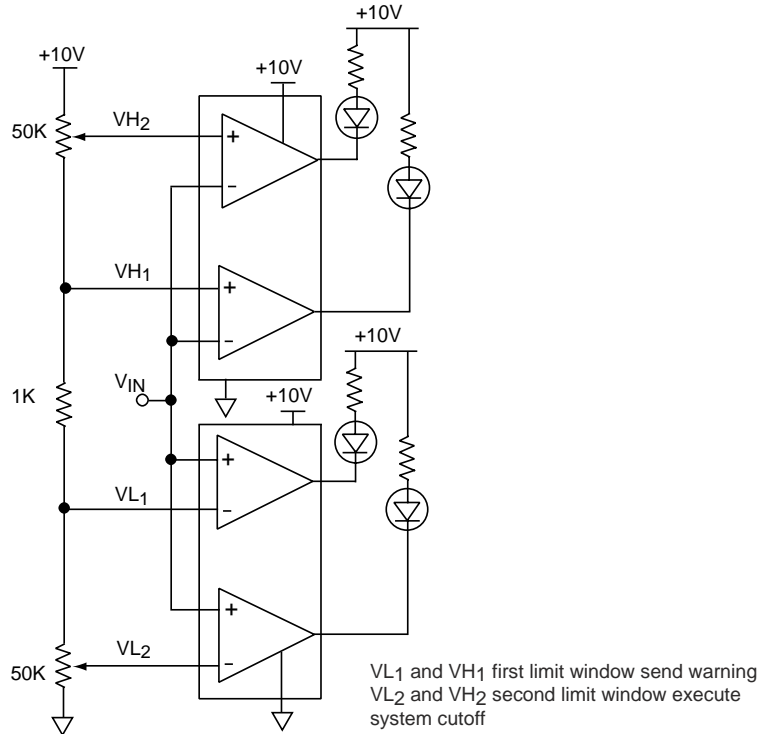 +10V
+10V
+10V
50K
VH2
+
-
VH1
+
-
+10V
1K
VIN
+10V
+
-
VL1
+
-
VL2
50K
VL1 and VH1 first limit window send warning
VL2 and VH2 second limit window execute
system cutoff